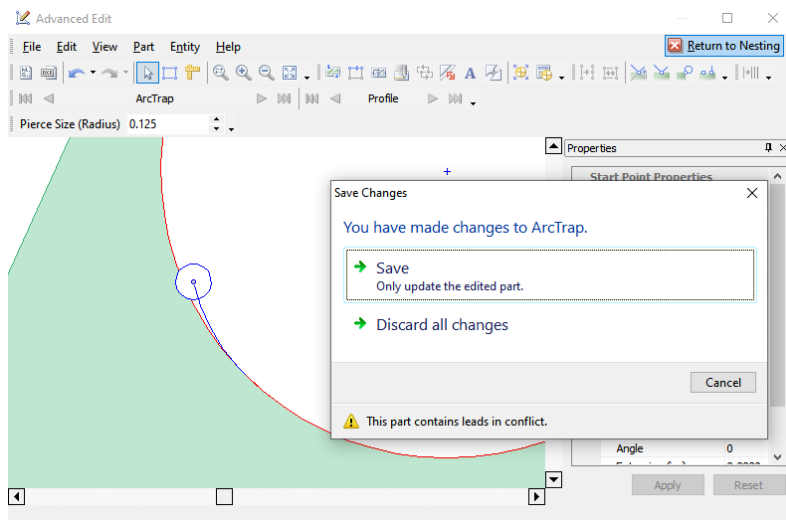 Advanced Edit
File Edit View Part Entity Help
Return to Nesting
ArcTrap
Profile
Pierce Size (Radius) 0.125
Properties
Start Point Properties
Save Changes
You have made changes to ArcTrap.
Save
Only update the edited part.
Discard all changes
Cancel
This part contains leads in conflict.
Angle 0
Apply Reset